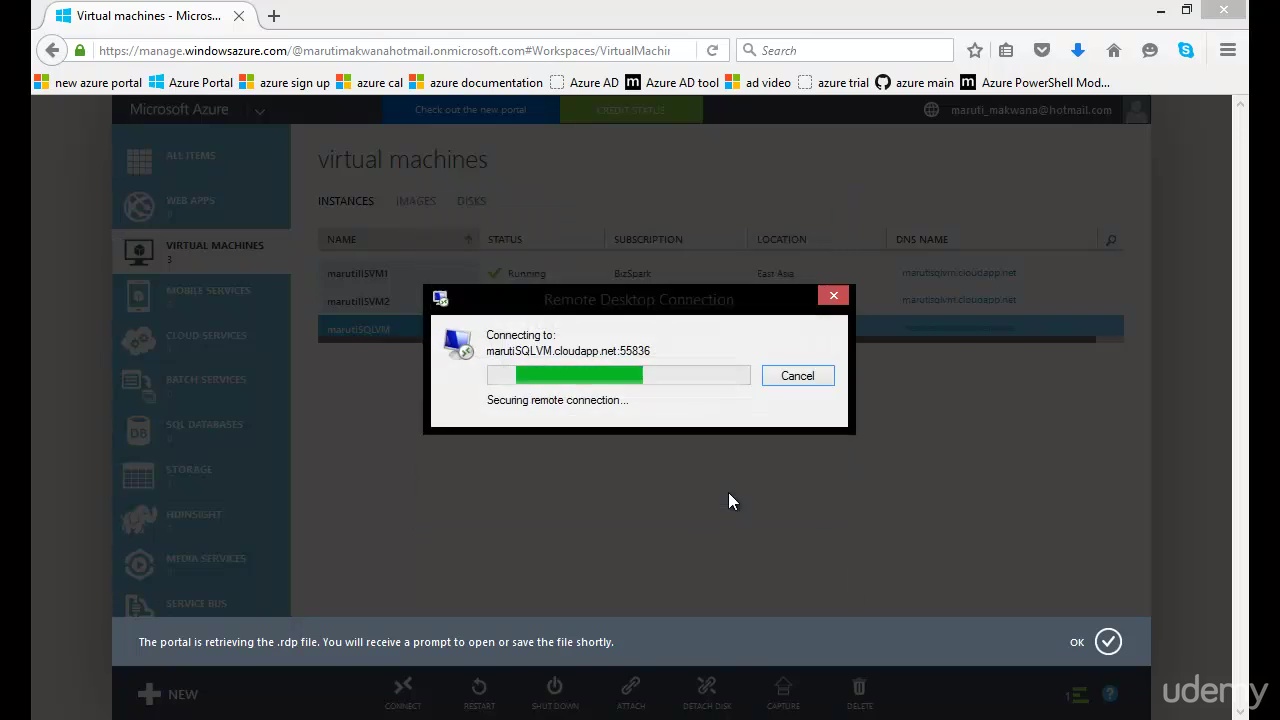 Virtual machines - Microso...
https://manage.windowsazure.com/@marutimakwanahotmail.onmicrosoft.com#Workspaces/VirtualMachin
Search
new azure portal
Azure Portal
azure sign up
azure cal
azure documentation
Azure AD
Azure AD tool
ad video
azure trial
azure main
Azure PowerShell Mod...
Microsoft Azure
Check out the new portal
CREDIT STATUS
maruti_makwana@hotmail.com
ALL ITEMS
WEB APPS
VIRTUAL MACHINES
3
MOBILE SERVICES
CLOUD SERVICES
BATCH SERVICES
SQL DATABASES
DB
STORAGE
HDINSIGHT
MEDIA SERVICES
SERVICE BUS
virtual machines
INSTANCES
IMAGES
DISKS
NAME
STATUS
SUBSCRIPTION
LOCATION
DNS NAME
marutiIISVM1
Running
BizSpark
East Asia
marutisqlvm.cloudapp.net
marutiIISVM2
marutisqlvm.cloudapp.net
marutiSQLVM
Remote Desktop Connection
Connecting to:
marutiSQLVM.cloudapp.net:55836
Cancel
Securing remote connection...
The portal is retrieving the .rdp file. You will receive a prompt to open or save the file shortly.
OK
NEW
CONNECT
RESTART
SHUT DOWN
ATTACH
DETACH DISK
CAPTURE
DELETE
udemy